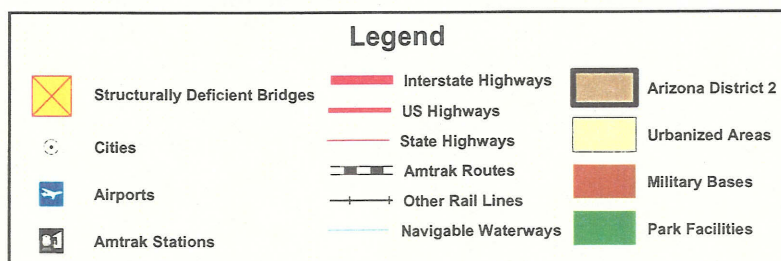 Legend
Structurally Deficient Bridges
Cities
Airports
Amtrak Stations
Interstate Highways
US Highways
State Highways
Amtrak Routes
Other Rail Lines
Navigable Waterways
Arizona District 2
Urbanized Areas
Military Bases
Park Facilities